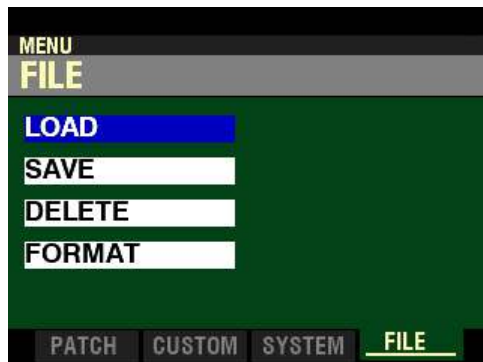 MENU
FILE
LOAD
SAVE
DELETE
FORMAT
PATCH CUSTOM SYSTEM FILE